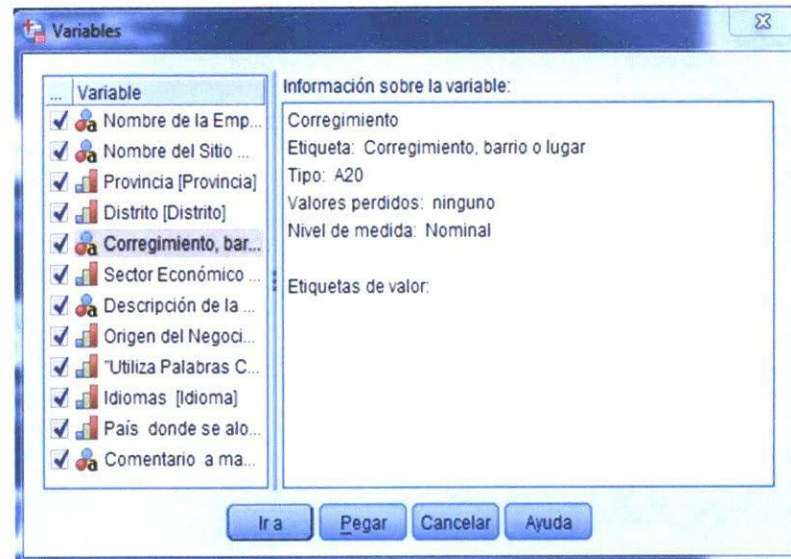 Variables
... Variable
Nombre de la Emp...
Nombre del Sitio ...
Provincia [Provincia]
Distrito [Distrito]
Corregimiento, bar...
Sector Económico ...
Descripción de la ...
Origen del Negoci...
"Utiliza Palabras C...
Idiomas [Idioma]
País donde se alo...
Comentario a ma...
Información sobre la variable:
Corregimiento
Etiqueta: Corregimiento, barrio o lugar
Tipo: A20
Valores perdidos: ninguno
Nivel de medida: Nominal
Etiquetas de valor:
Ir a
Pegar
Cancelar
Ayuda